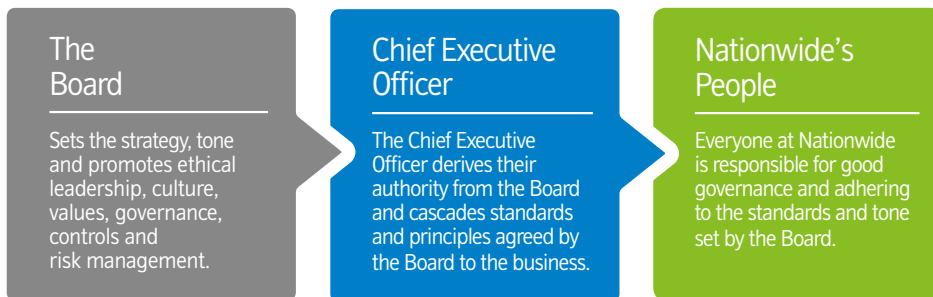 The
Board
Sets the strategy, tone
and promotes ethical
leadership, culture,
values, governance,
controls and
risk management.
Chief Executive
Officer
The Chief Executive
Officer derives their
authority from the Board
and cascades standards
and principles agreed by
the Board to the business.
Nationwide’s
People
Everyone at Nationwide
is responsible for good
governance and adhering
to the standards and tone
set by the Board.